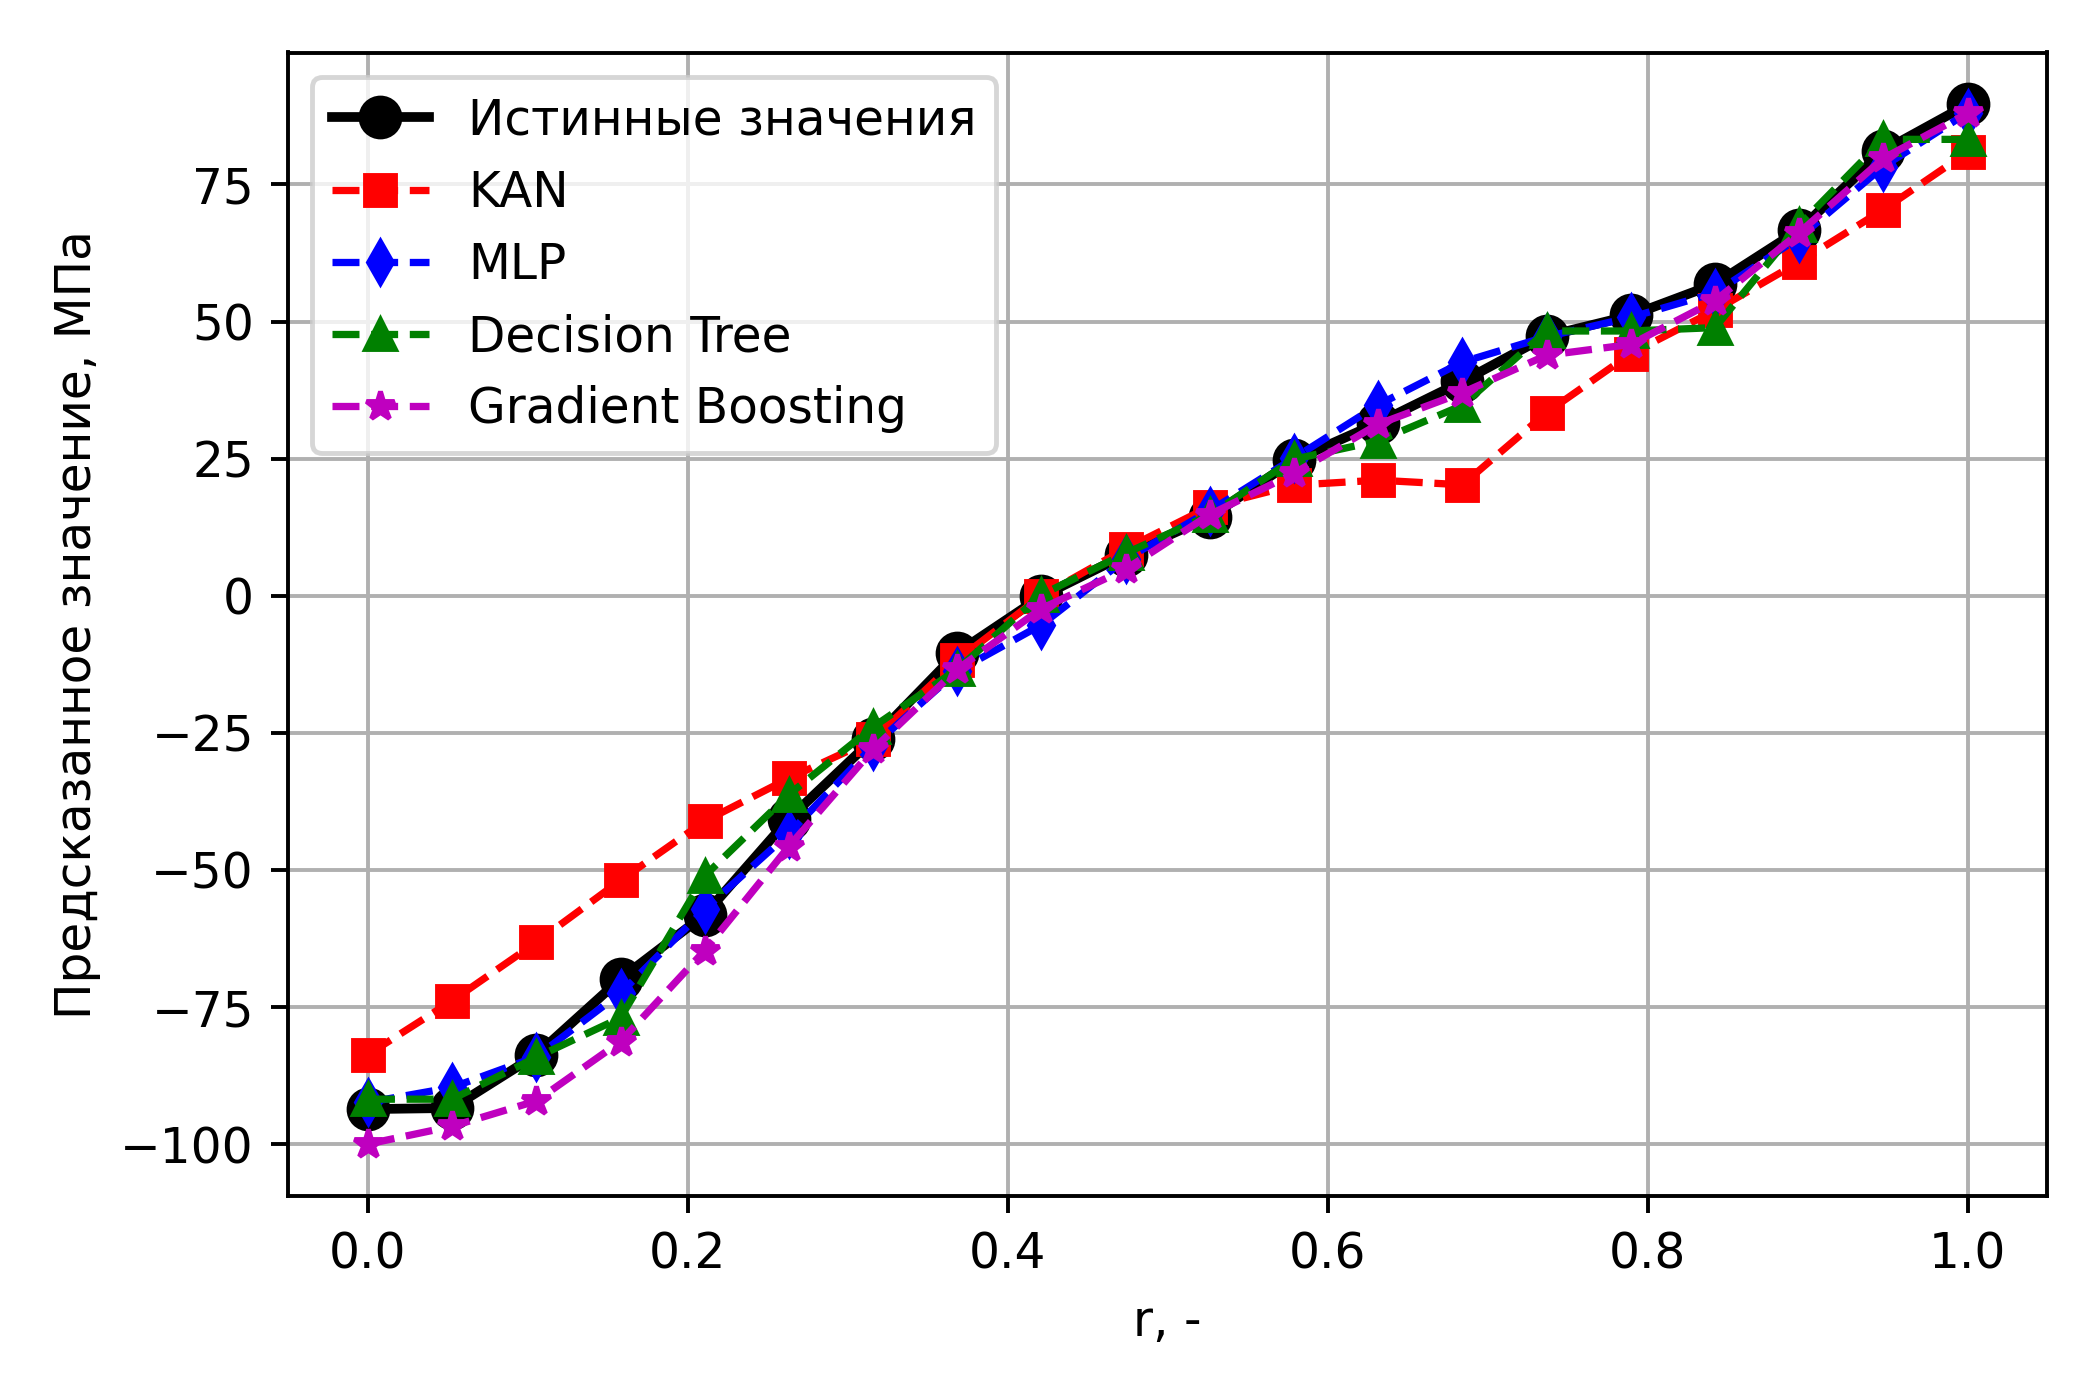 Истинные значения
KAN
MLP
Decision Tree
Gradient Boosting
Предсказанное значение, МПа
75
50
25
0
−25
−50
−75
−100
0.0 0.2 0.4 0.6 0.8 1.0
r, -